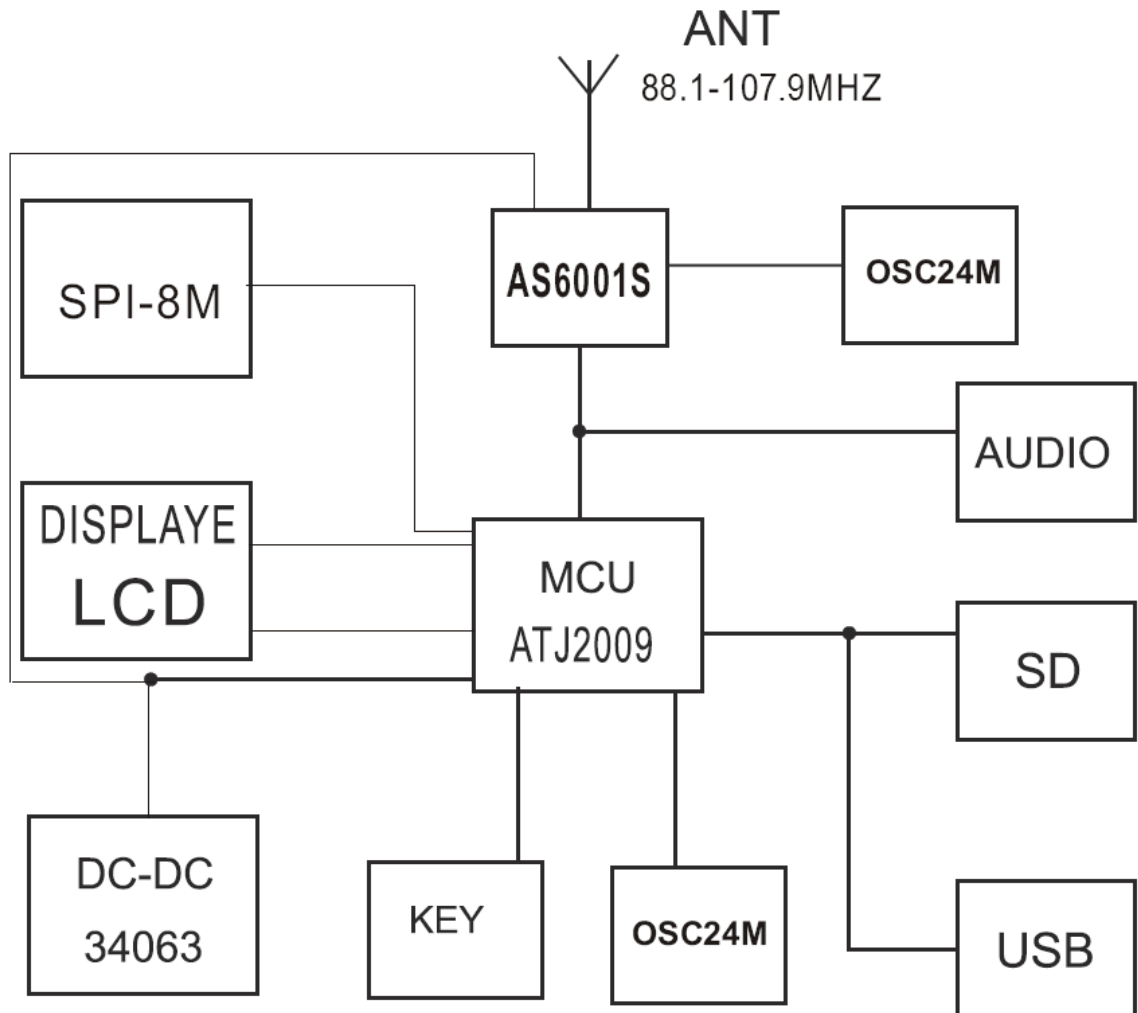 ANT
88.1-107.9MHZ
SPI-8M
AS6001S
OSC24M
AUDIO
DISPLAYE
LCD
MCU
ATJ2009
SD
DC-DC
34063
KEY
OSC24M
USB